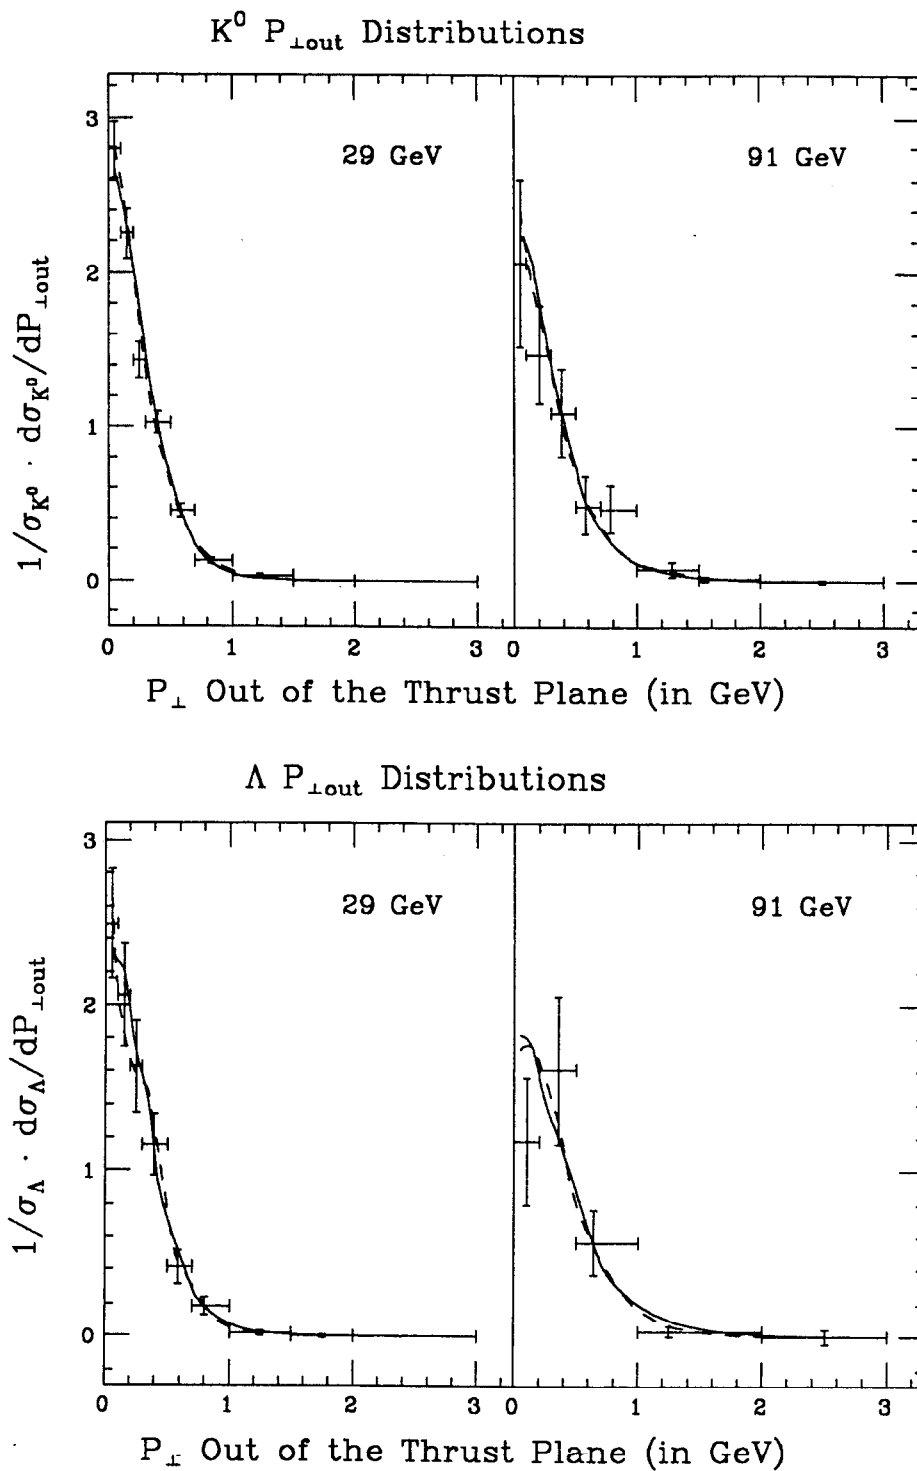 K⁰ P⊥out Distributions
29 GeV
91 GeV
3
2
1
0
1/σK⁰ · dσK⁰/dP⊥out
0 1 2 3 0 1 2 3
P⊥ Out of the Thrust Plane (in GeV)
Λ P⊥out Distributions
29 GeV
91 GeV
3
2
1
0
1/σΛ · dσΛ/dP⊥out
0 1 2 3 0 1 2 3
P⊥ Out of the Thrust Plane (in GeV)